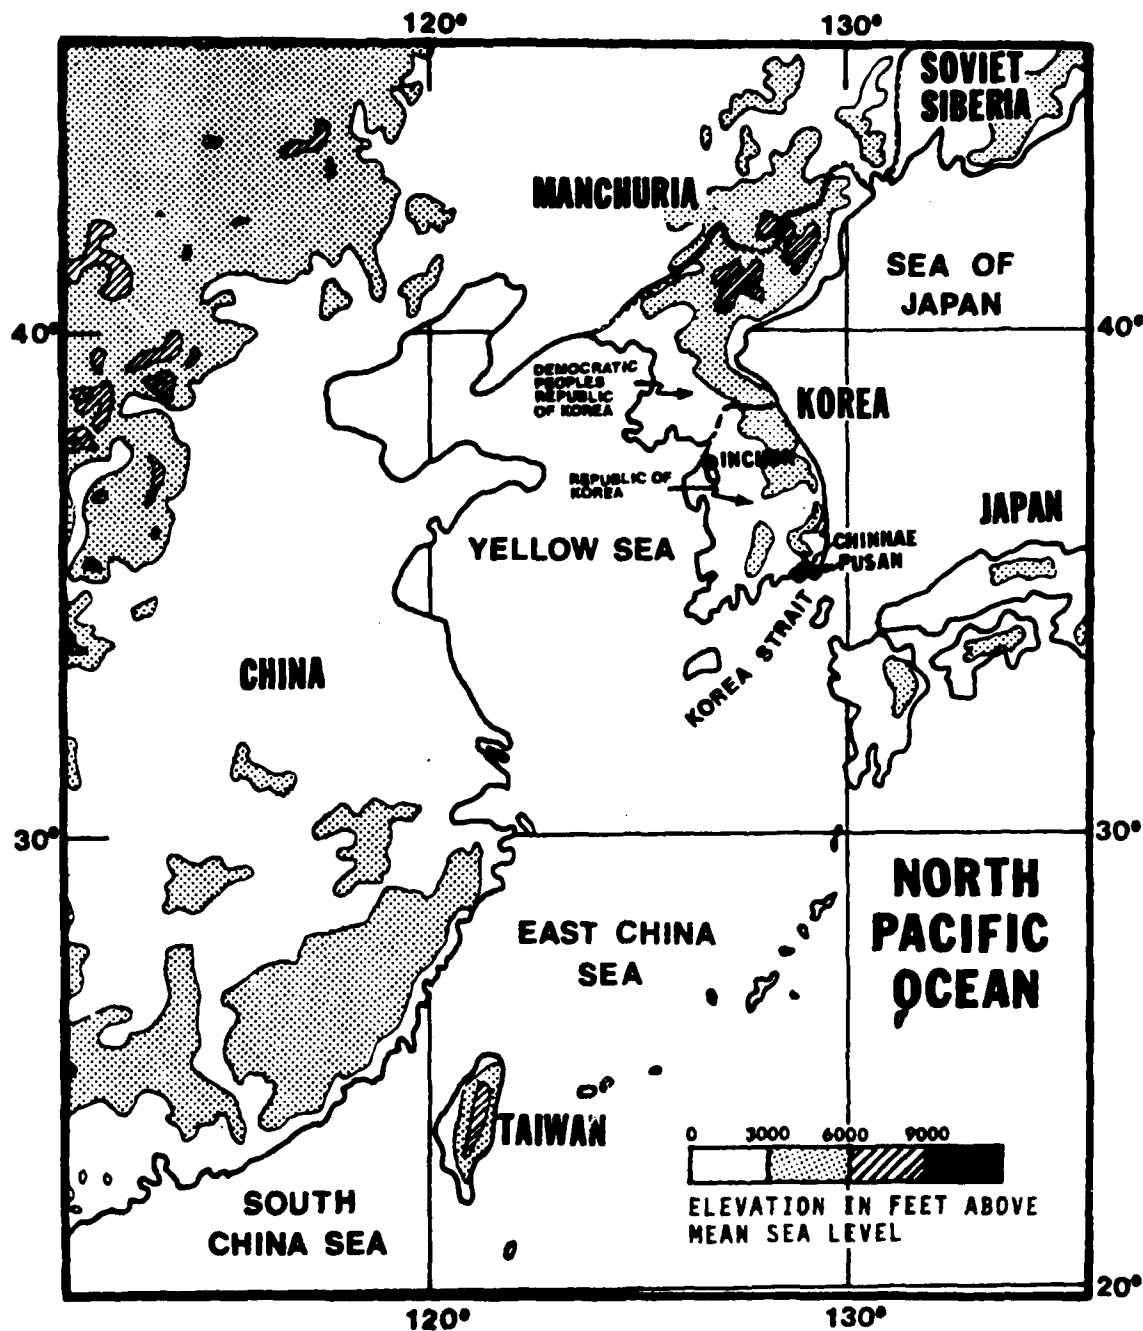 120°
130°
SOVIET
SIBERIA
MANCHURIA
SEA OF
JAPAN
40°
40°
DEMOCRATIC
PEOPLES
REPUBLIC
OF KOREA
KOREA
INCHON
REPUBLIC OF
KOREA
JAPAN
YELLOW SEA
CHINHAE
PUSAN
KOREA STRAIT
CHINA
30°
30°
NORTH
PACIFIC
OCEAN
EAST CHINA
SEA
TAIWAN
0 3000 6000 9000
ELEVATION IN FEET ABOVE
MEAN SEA LEVEL
SOUTH
CHINA SEA
20°
120°
130°